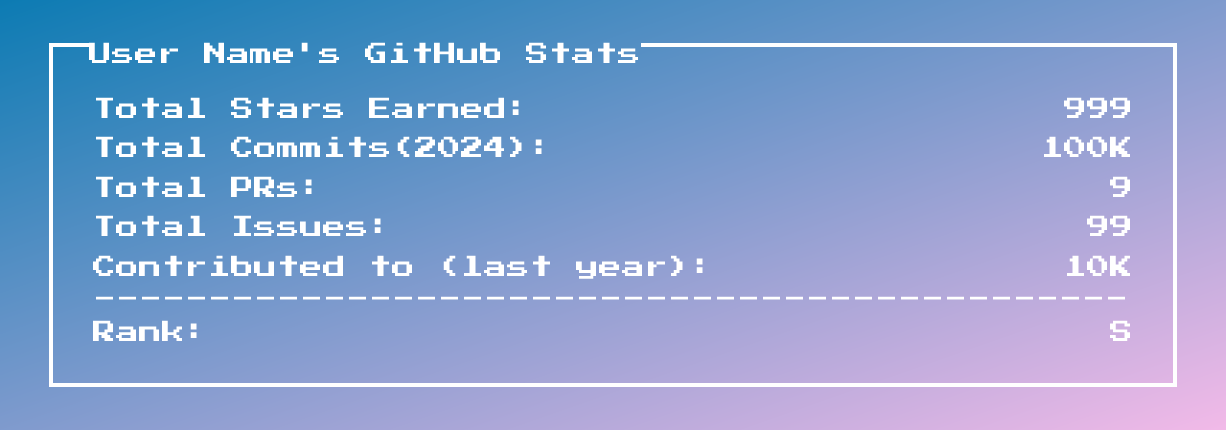 User Name's GitHub Stats
Total Stars Earned: 999
Total Commits(2024): 100K
Total PRs: 9
Total Issues: 99
Contributed to (last year): 10K
Rank: S